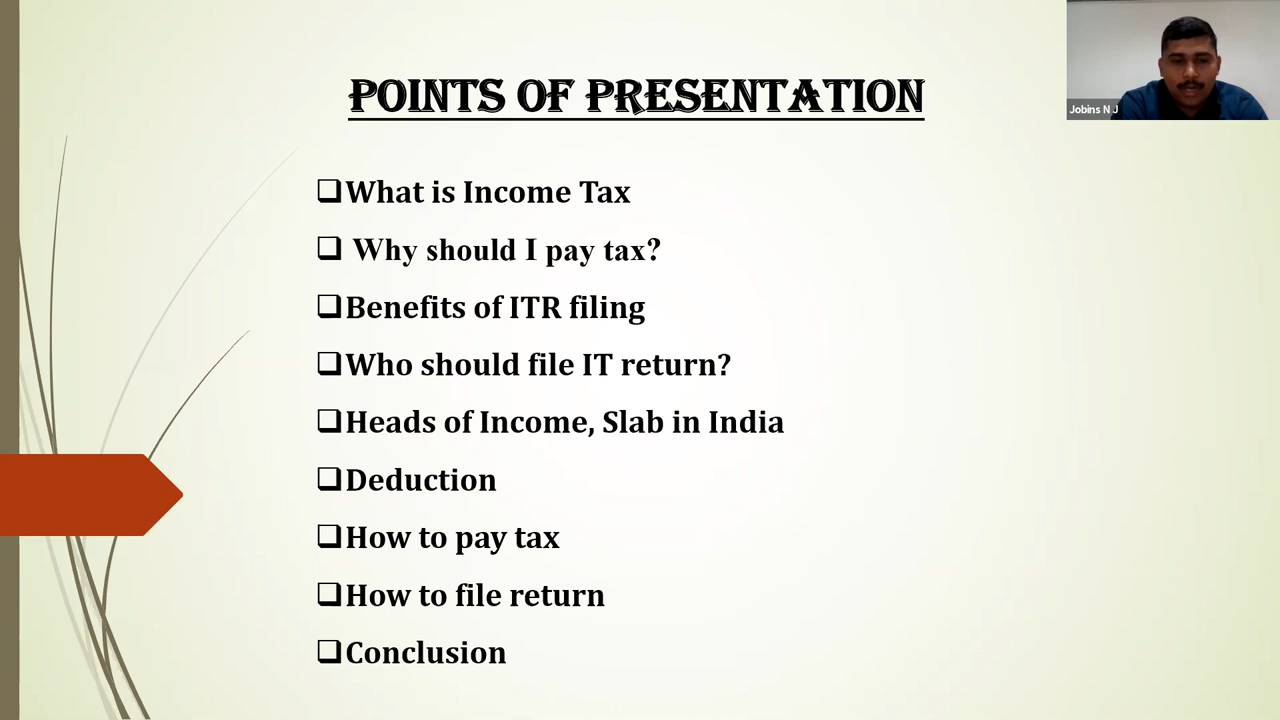 POINTS OF PRESENTATION
Jobins N J
What is Income Tax
Why should I pay tax?
Benefits of ITR filing
Who should file IT return?
Heads of Income, Slab in India
Deduction
How to pay tax
How to file return
Conclusion